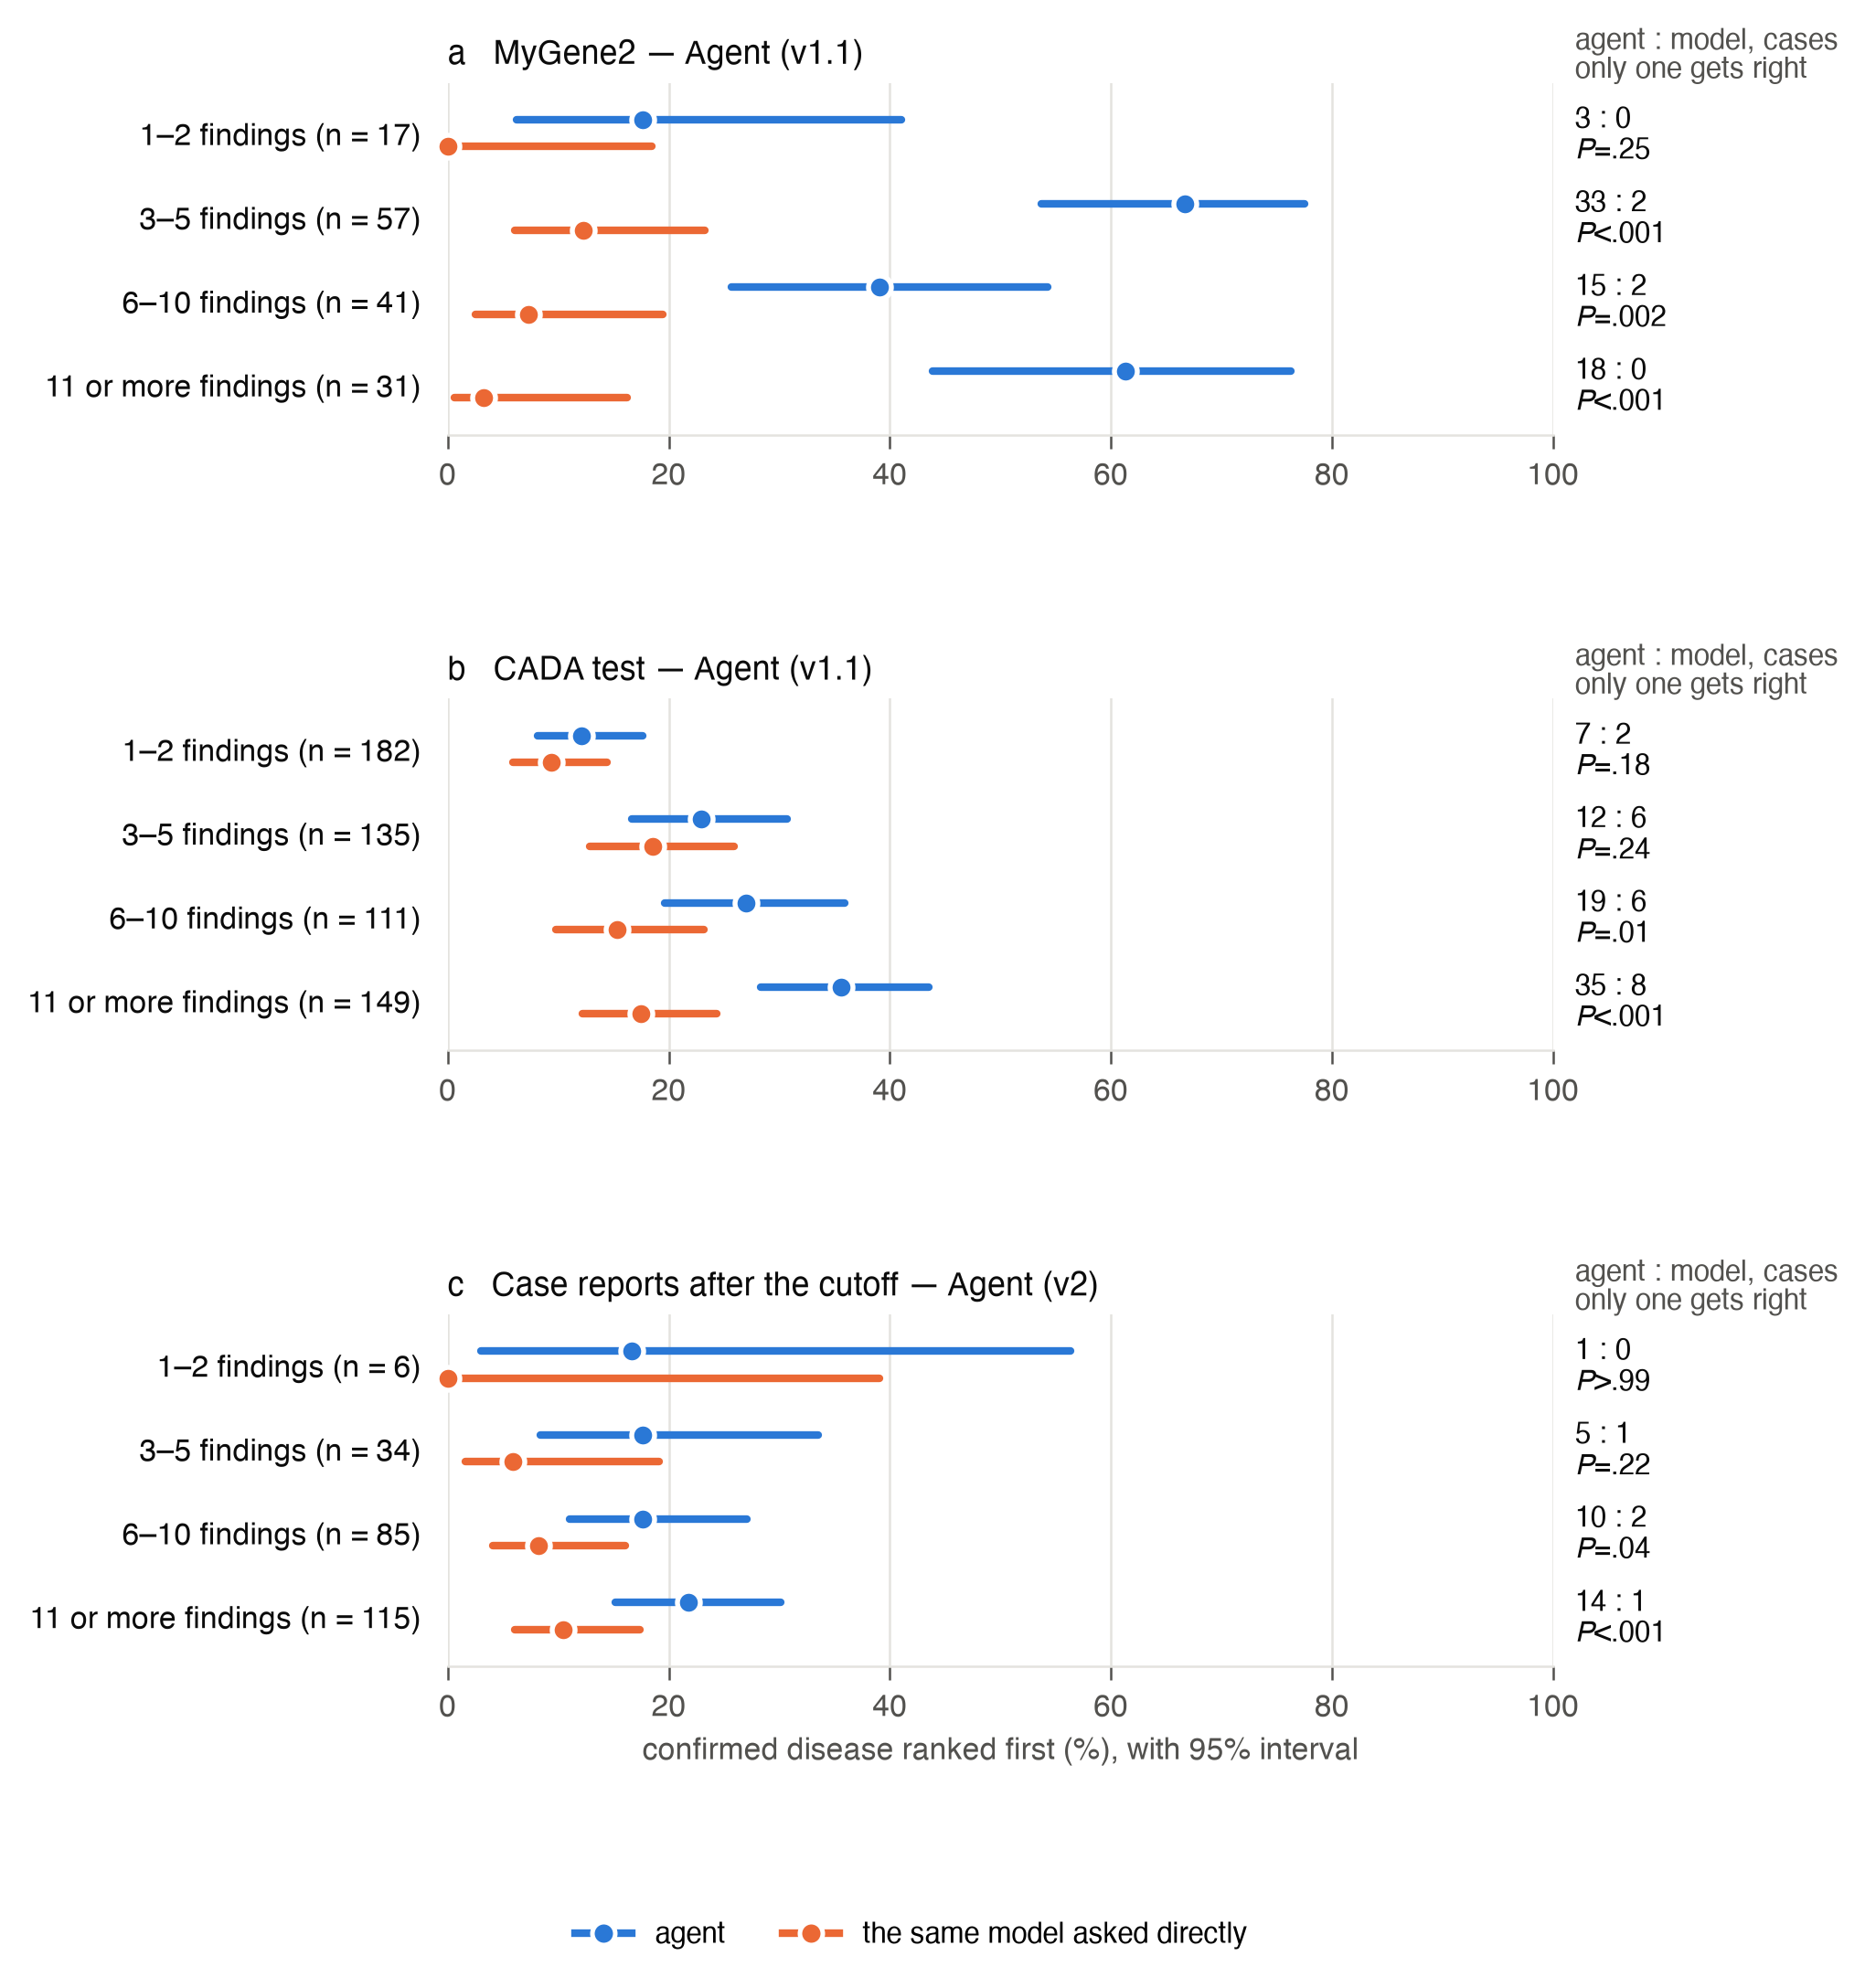 a MyGene2 — Agent (v1.1)
agent : model, cases
only one gets right
1–2 findings (n = 17)
3 : 0
P=.25
3–5 findings (n = 57)
33 : 2
P<.001
6–10 findings (n = 41)
15 : 2
P=.002
11 or more findings (n = 31)
18 : 0
P<.001
0 20 40 60 80 100
b CADA test — Agent (v1.1)
agent : model, cases
only one gets right
1–2 findings (n = 182)
7 : 2
P=.18
3–5 findings (n = 135)
12 : 6
P=.24
6–10 findings (n = 111)
19 : 6
P=.01
11 or more findings (n = 149)
35 : 8
P<.001
0 20 40 60 80 100
c Case reports after the cutoff — Agent (v2)
agent : model, cases
only one gets right
1–2 findings (n = 6)
1 : 0
P>.99
3–5 findings (n = 34)
5 : 1
P=.22
6–10 findings (n = 85)
10 : 2
P=.04
11 or more findings (n = 115)
14 : 1
P<.001
0 20 40 60 80 100
confirmed disease ranked first (%), with 95% interval
agent the same model asked directly